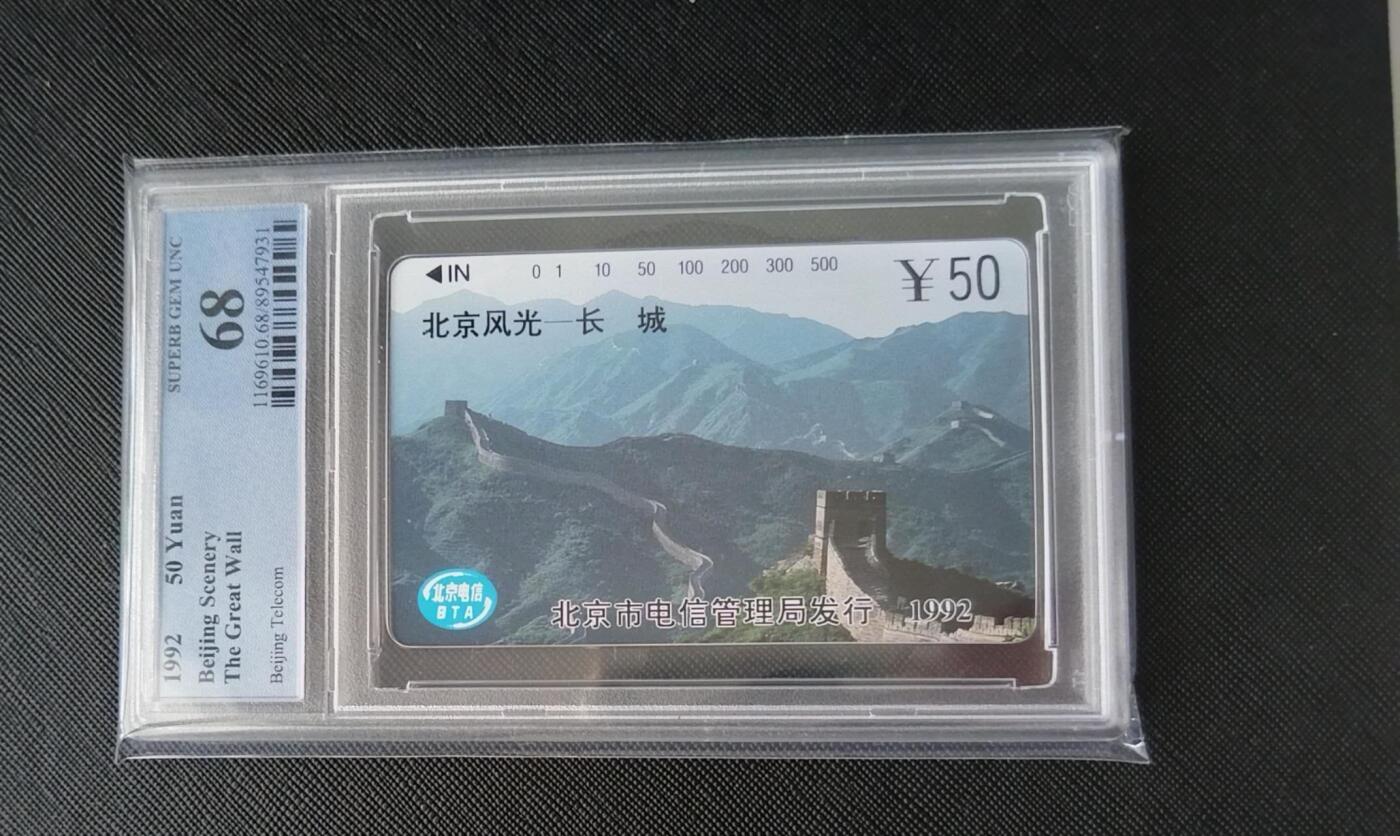 SUPERB GEM UNC
68
1169610.68/89547931
1992 50 Yuan
Beijing Scenery
The Great Wall
Beijing Telecom
◀IN 0 1 10 50 100 200 300 500
¥50
北京风光—长 城
北京电信
BTA
北京市电信管理局发行 1992